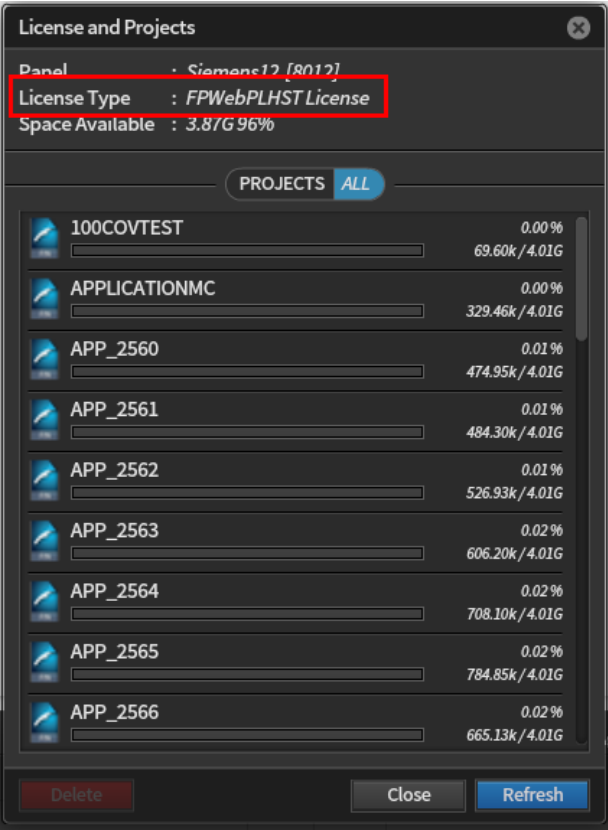 License and Projects
Panel : Siemens12 [8012]
License Type : FPWebPLHST License
Space Available : 3.87G 96%
PROJECTS ALL
100COVTEST 0.00 %
69.60k / 4.01G
APPLICATIONMC 0.00 %
329.46k / 4.01G
APP_2560 0.01 %
474.95k / 4.01G
APP_2561 0.01 %
484.30k / 4.01G
APP_2562 0.01 %
526.93k / 4.01G
APP_2563 0.02 %
606.20k / 4.01G
APP_2564 0.02 %
708.10k / 4.01G
APP_2565 0.02 %
784.85k / 4.01G
APP_2566 0.02 %
665.13k / 4.01G
Delete Close Refresh